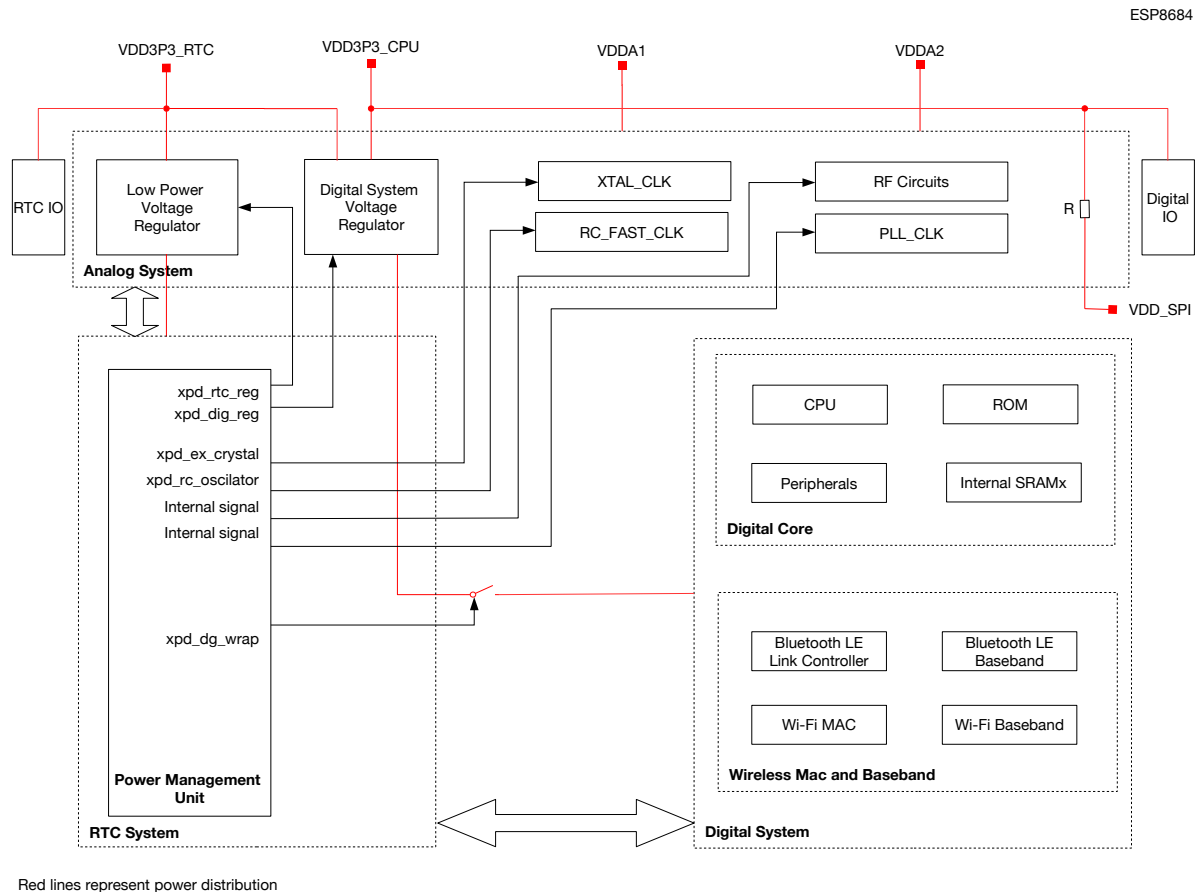 ESP8684
VDD3P3_RTC
VDD3P3_CPU
VDDA1
VDDA2
RTC IO
Low Power
Voltage
Regulator
Digital System
Voltage
Regulator
XTAL_CLK
RC_FAST_CLK
RF Circuits
PLL_CLK
R
Digital
IO
Analog System
VDD_SPI
xpd_rtc_reg
xpd_dig_reg
xpd_ex_crystal
xpd_rc_oscilator
Internal signal
Internal signal
xpd_dg_wrap
Power Management
Unit
RTC System
CPU
ROM
Peripherals
Internal SRAMx
Digital Core
Bluetooth LE
Link Controller
Bluetooth LE
Baseband
Wi-Fi MAC
Wi-Fi Baseband
Wireless Mac and Baseband
Digital System
Red lines represent power distribution